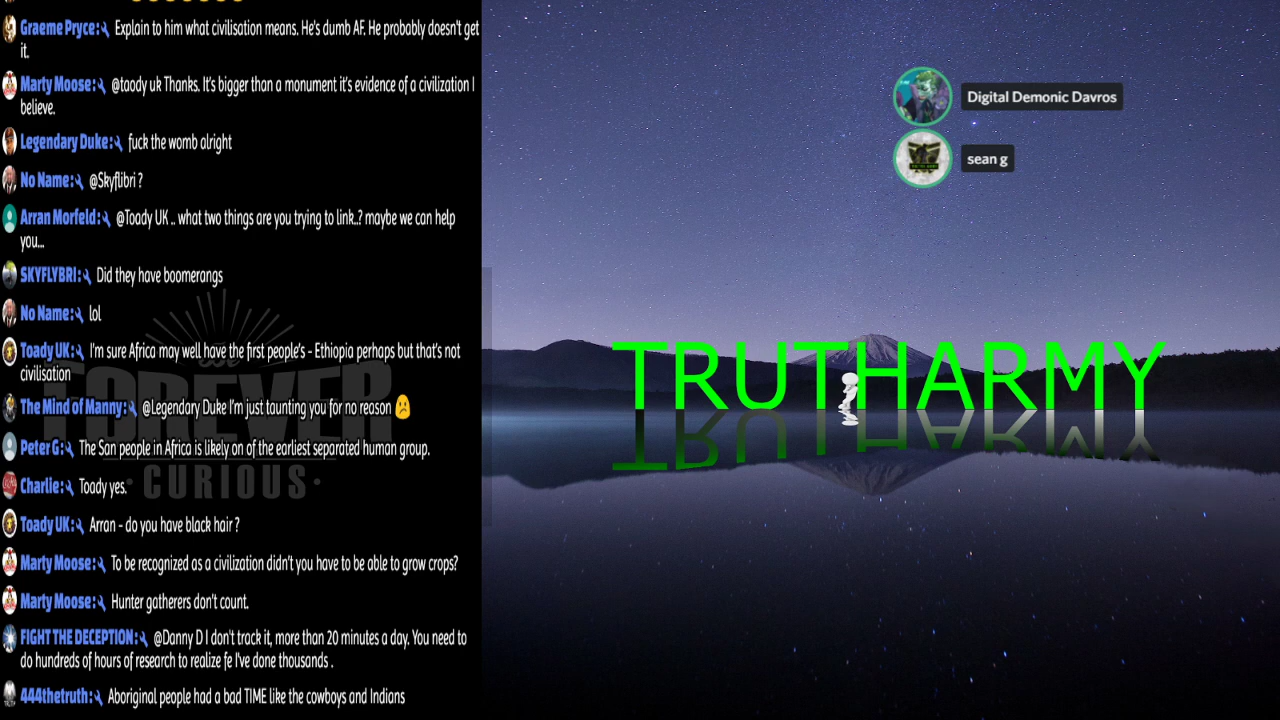 Graeme Pryce: Explain to him what civilisation means. He's dumb AF. He probably doesn't get
it.
Marty Moose: @taody uk Thanks. It's bigger than a monument it's evidence of a civilization I
believe.
Legendary Duke: fuck the womb alright
No Name: @Skyflibri ?
Arran Morfeld: @Toady UK .. what two things are you trying to link..? maybe we can help
you...
SKYFLYBRI: Did they have boomerangs
No Name: lol
Toady UK: I'm sure Africa may well have the first people's - Ethiopia perhaps but that's not
civilisation
The Mind of Manny: @Legendary Duke I'm just taunting you for no reason
Peter G: The San people in Africa is likely on of the earliest separated human group.
Charlie: Toady yes.
Toady UK: Arran - do you have black hair ?
Marty Moose: To be recognized as a civilization didn't you have to be able to grow crops?
Marty Moose: Hunter gatherers don't count.
FIGHT THE DECEPTION: @Danny D I don't track it, more than 20 minutes a day. You need to
do hundreds of hours of research to realize fe I've done thousands .
444thetruth: Aboriginal people had a bad TIME like the cowboys and Indians
FOREVER
CURIOUS
Digital Demonic Davros
sean g
TRUTHARMY